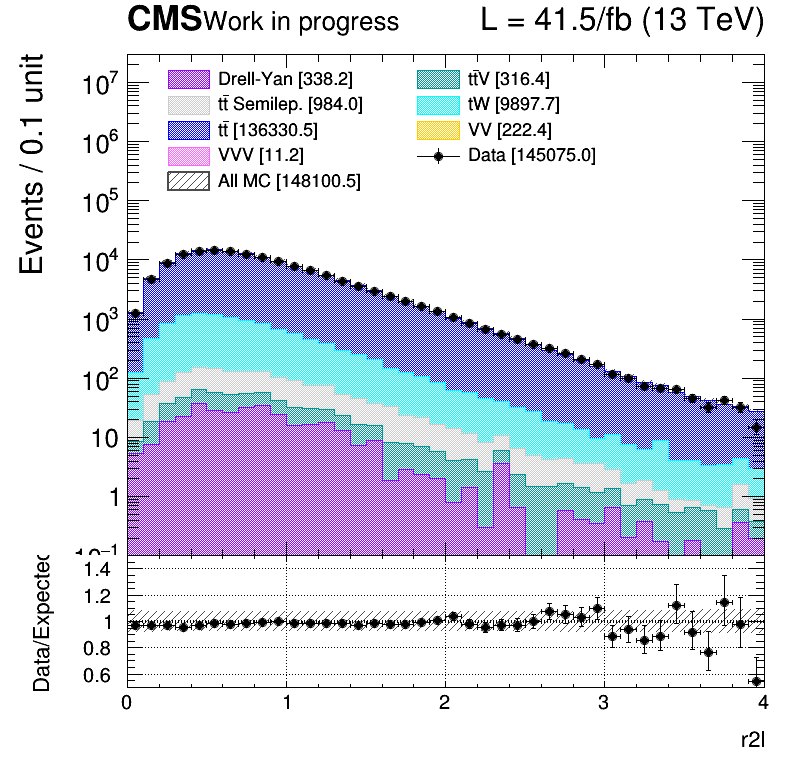 CMS Work in progress L = 41.5/fb (13 TeV)
Events / 0.1 unit
10⁷
10⁶
10⁵
10⁴
10³
10²
10
1
10⁻¹
Drell-Yan [338.2]
tt̄ Semilep. [984.0]
tt̄ [136330.5]
VVV [11.2]
All MC [148100.5]
tt̄V [316.4]
tW [9897.7]
VV [222.4]
Data [145075.0]
Data/Expected
1.4
1.2
1
0.8
0.6
0 1 2 3 4
r2l